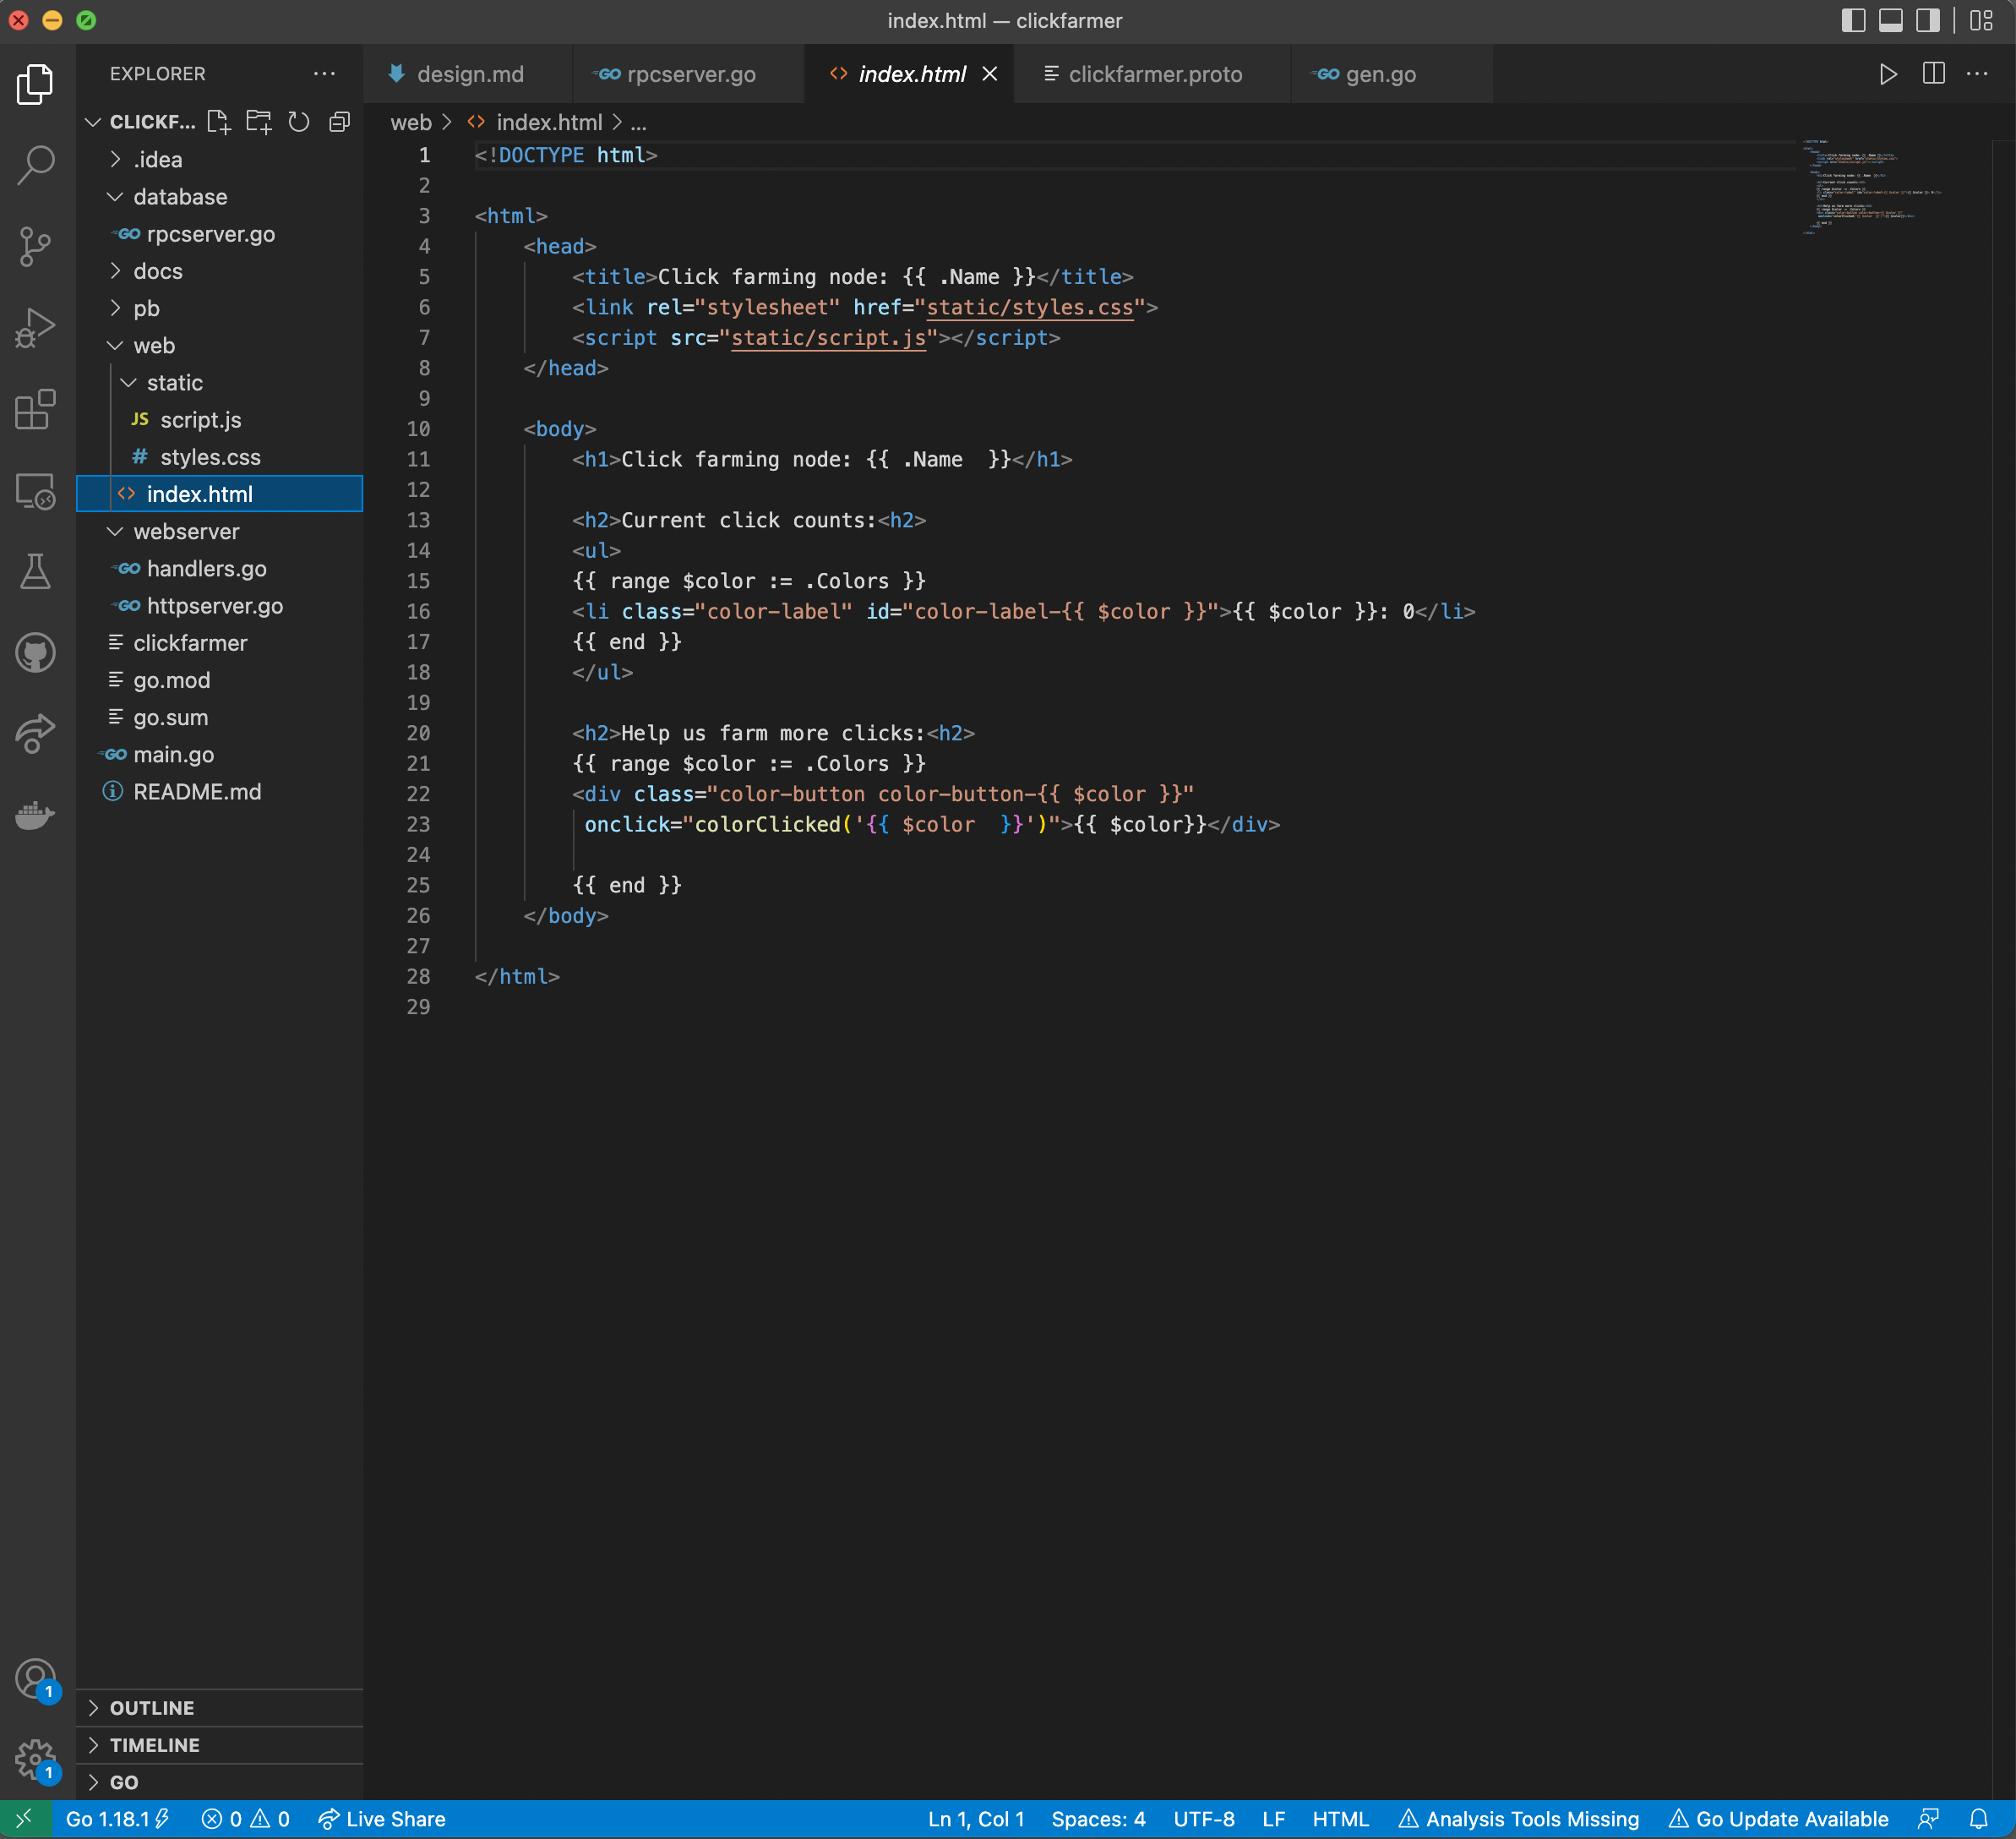 index.html — clickfarmer
EXPLORER
design.md
rpcserver.go
index.html
clickfarmer.proto
gen.go
CLICKF...
web > index.html > ...
.idea
database
rpcserver.go
docs
pb
web
static
JS script.js
# styles.css
index.html
webserver
handlers.go
httpserver.go
clickfarmer
go.mod
go.sum
main.go
README.md
1 <!DOCTYPE html>
2
3 <html>
4 <head>
5 <title>Click farming node: {{ .Name }}</title>
6 <link rel="stylesheet" href="static/styles.css">
7 <script src="static/script.js"></script>
8 </head>
9
10 <body>
11 <h1>Click farming node: {{ .Name  }}</h1>
12
13 <h2>Current click counts:<h2>
14 <ul>
15 {{ range $color := .Colors }}
16 <li class="color-label" id="color-label-{{ $color }}">{{ $color }}: 0</li>
17 {{ end }}
18 </ul>
19
20 <h2>Help us farm more clicks:<h2>
21 {{ range $color := .Colors }}
22 <div class="color-button color-button-{{ $color }}"
23 onclick="colorClicked('{{ $color  }}')">{{ $color}}</div>
24
25 {{ end }}
26 </body>
27
28 </html>
29
1
1
OUTLINE
TIMELINE
GO
Go 1.18.1
0
0
Live Share
Ln 1, Col 1
Spaces: 4
UTF-8
LF
HTML
Analysis Tools Missing
Go Update Available